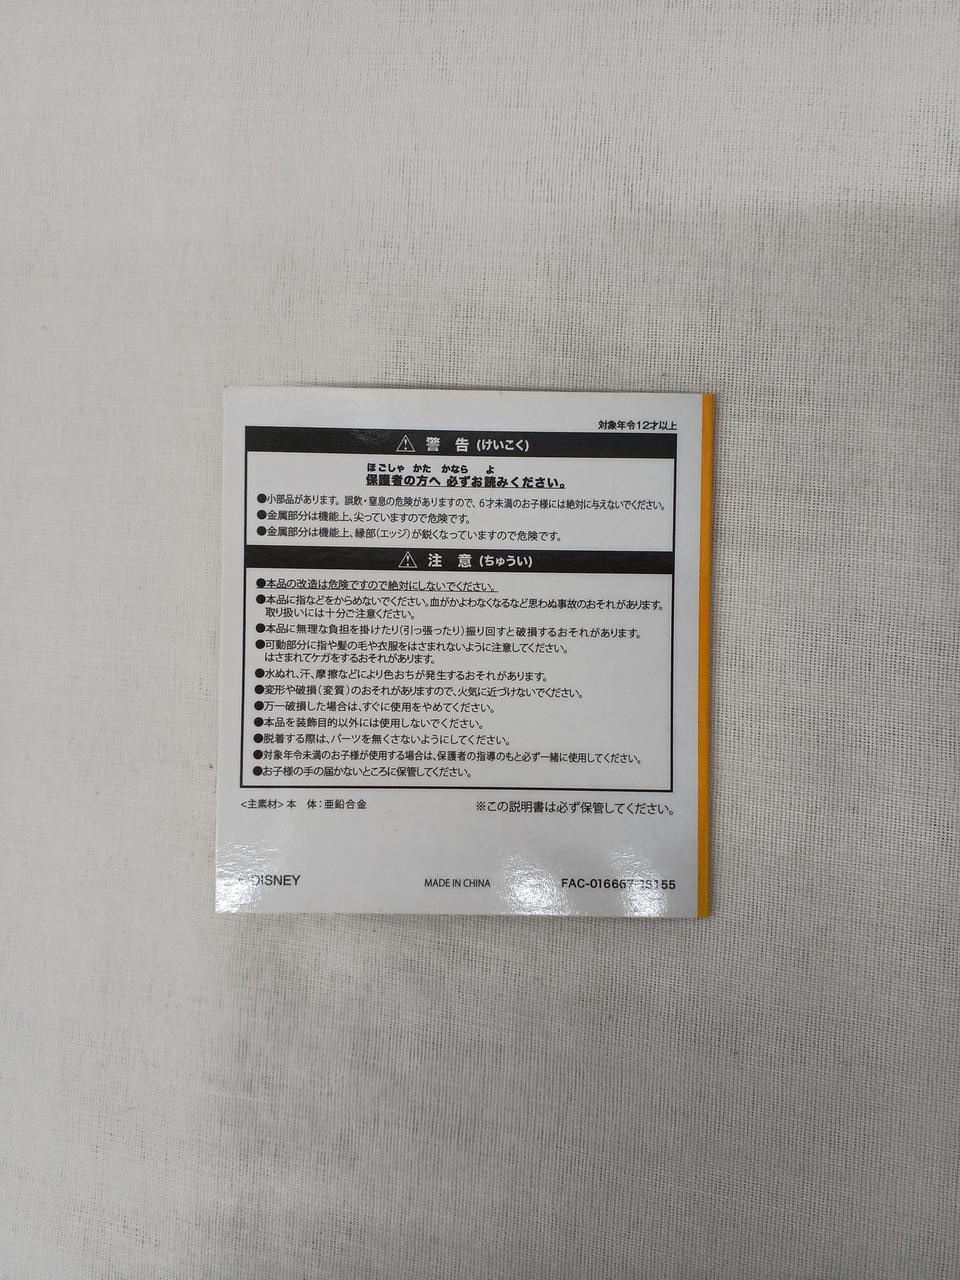 対象年令12才以上
警 告 (けいこく)
ほごしゃ かた かなら よ
保護者の方へ 必ずお読みください。
●小部品があります。誤飲・窒息の危険がありますので、6才未満のお子様には絶対に与えないでください。
●金属部分は機能上、尖っていますので危険です。
●金属部分は機能上、縁部(エッジ)が鋭くなっていますので危険です。
注 意 (ちゅうい)
●本品の改造は危険ですので絶対にしないでください。
●本品に指などをからめないでください。血がかよわなくなるなど思わぬ事故のおそれがあります。
取り扱いには十分ご注意ください。
●本品に無理な負担を掛けたり(引っ張ったり)振り回すと破損するおそれがあります。
●可動部分に指や髪の毛や衣服をはさまれないように注意してください。
はさまれてケガをするおそれがあります。
●水ぬれ、汗、摩擦などにより色おちが発生するおそれがあります。
●変形や破損(変質)のおそれがありますので、火気に近づけないでください。
●万一破損した場合は、すぐに使用をやめてください。
●本品を装飾目的以外には使用しないでください。
●脱着する際は、パーツを無くさないようにしてください。
●対象年令未満のお子様が使用する場合は、保護者の指導のもと必ず一緒に使用してください。
●お子様の手の届かないところに保管してください。
<主素材> 本 体：亜鉛合金
※この説明書は必ず保管してください。
DISNEY
MADE IN CHINA
FAC-016667-18155